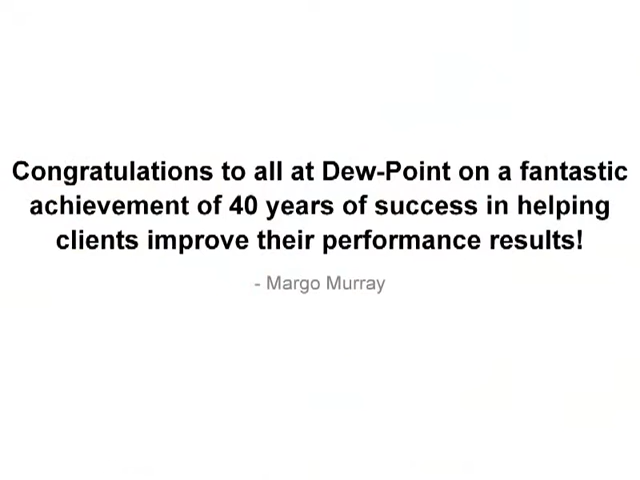 Congratulations to all at Dew-Point on a fantastic
achievement of 40 years of success in helping
clients improve their performance results!
- Margo Murray